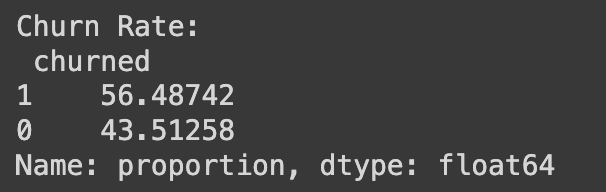 Churn Rate:
 churned
1    56.48742
0    43.51258
Name: proportion, dtype: float64